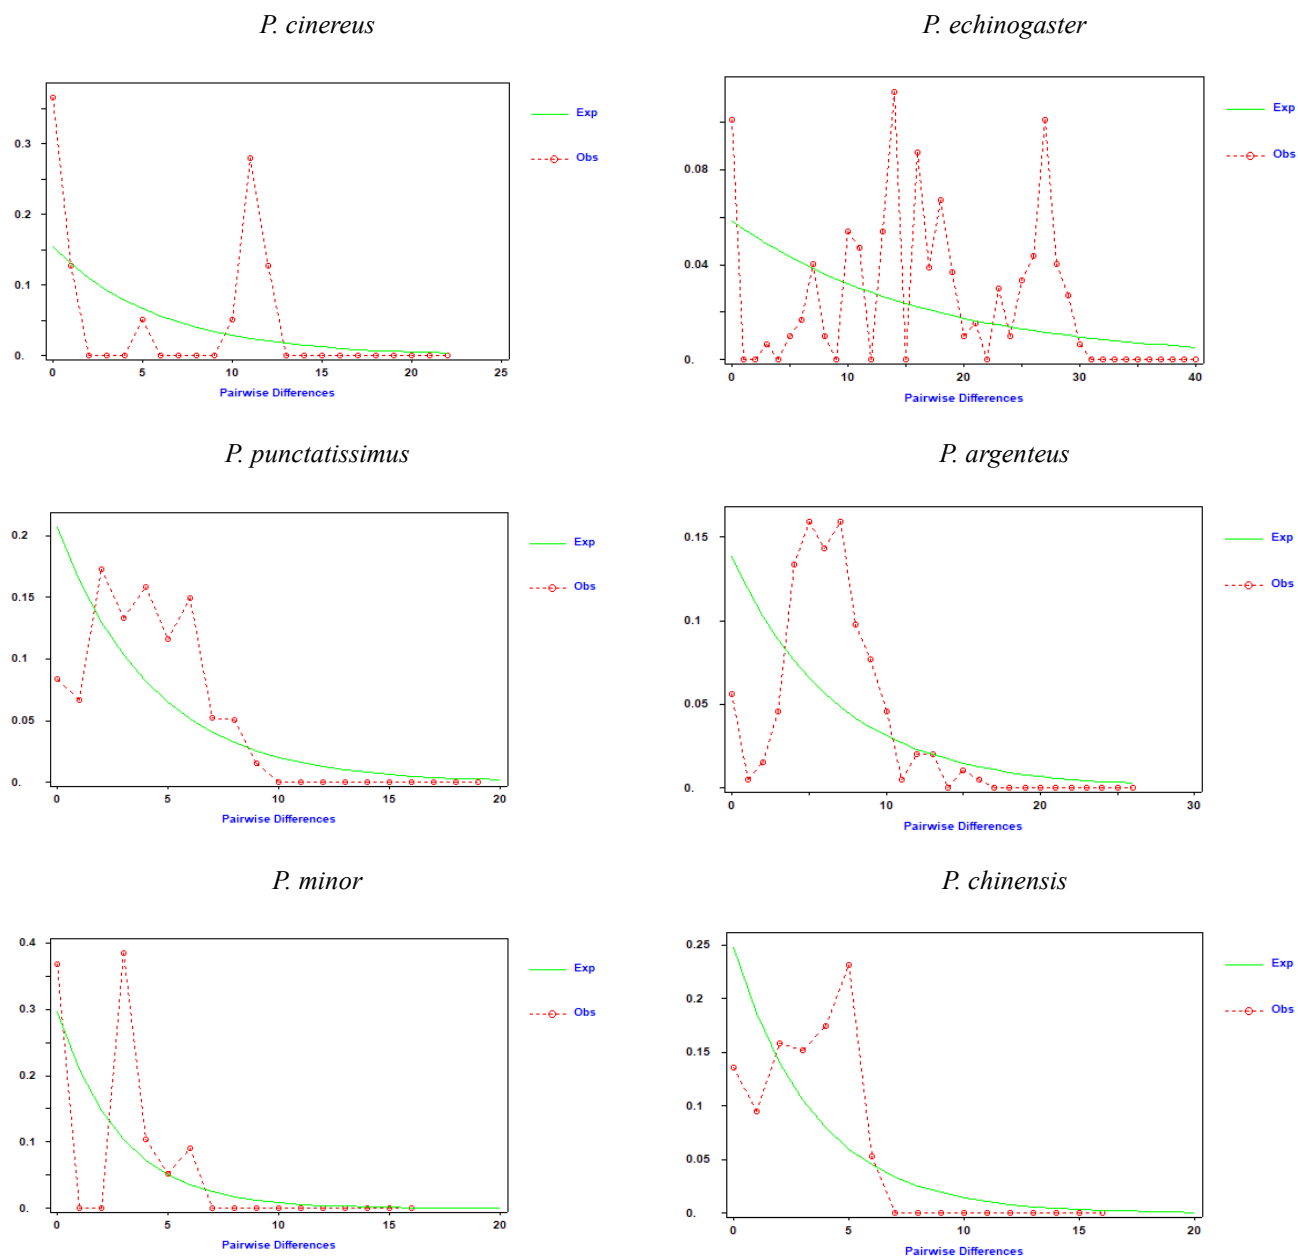 P. cinereus
P. echinogaster
0.3
0.2
0.1
0.
0 5 10 15 20 25
Pairwise Differences
Exp
Obs
0.08
0.04
0.
0 10 20 30 40
Pairwise Differences
Exp
Obs
P. punctatissimus
P. argenteus
0.2
0.15
0.1
0.05
0.
0 5 10 15 20
Pairwise Differences
Exp
Obs
0.15
0.1
0.05
0.
0 10 20 30
Pairwise Differences
Exp
Obs
P. minor
P. chinensis
0.4
0.3
0.2
0.1
0.
0 5 10 15 20
Pairwise Differences
Exp
Obs
0.25
0.2
0.15
0.1
0.05
0.
0 5 10 15 20
Pairwise Differences
Exp
Obs